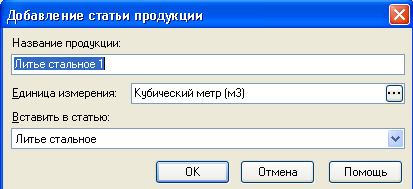 Добавление статьи продукции
Название продукции:
Литье стальное 1
Единица измерения: Кубический метр (м3) ...
Вставить в статью:
Литье стальное
OK Отмена Помощь